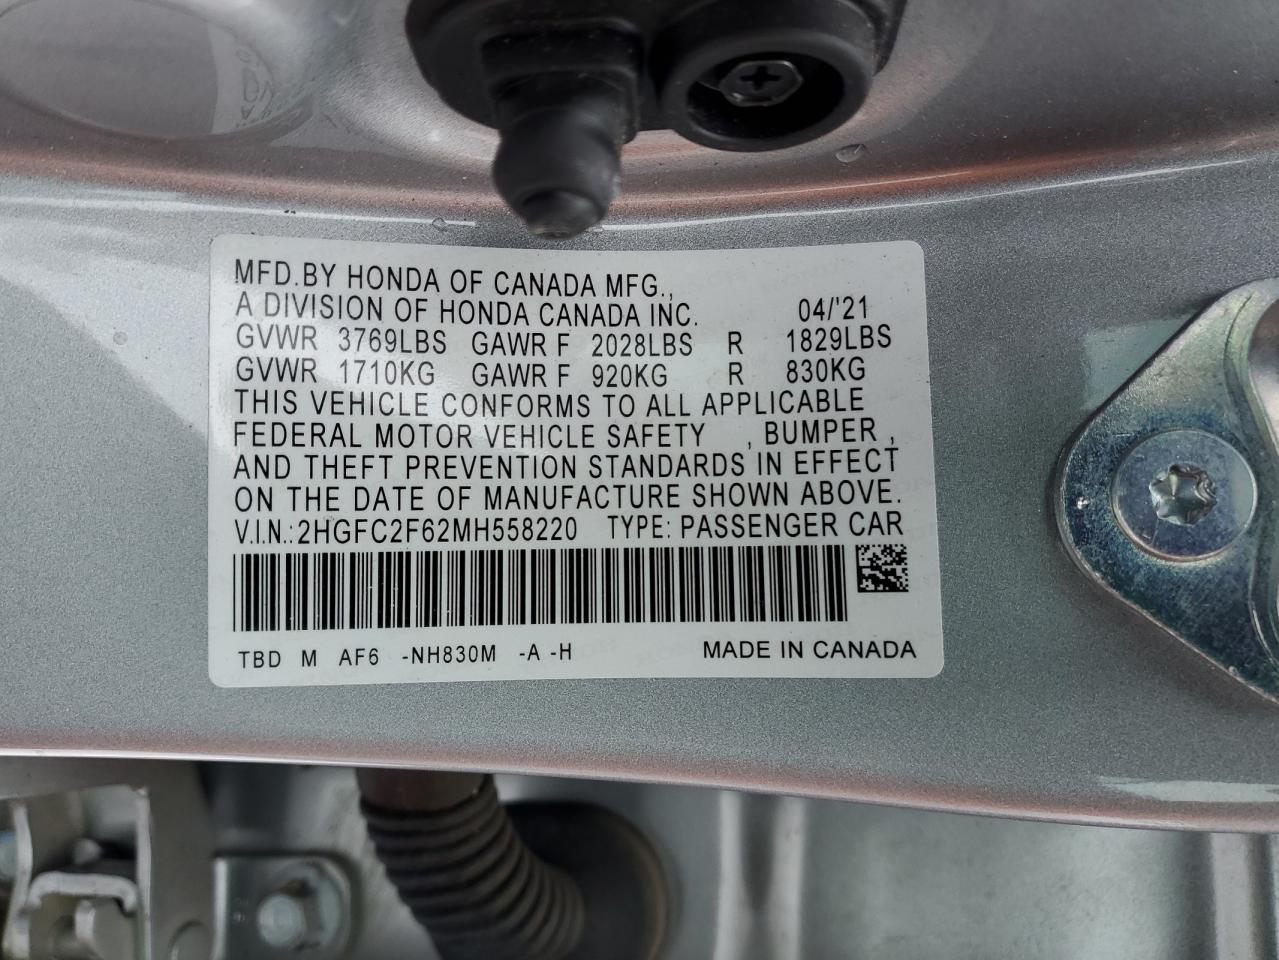 MFD.BY HONDA OF CANADA MFG.,
A DIVISION OF HONDA CANADA INC. 04/'21
GVWR 3769LBS GAWR F 2028LBS R 1829LBS
GVWR 1710KG GAWR F 920KG R 830KG
THIS VEHICLE CONFORMS TO ALL APPLICABLE
FEDERAL MOTOR VEHICLE SAFETY , BUMPER ,
AND THEFT PREVENTION STANDARDS IN EFFECT
ON THE DATE OF MANUFACTURE SHOWN ABOVE.
V.I.N.:2HGFC2F62MH558220 TYPE: PASSENGER CAR
TBD M AF6 -NH830M -A -H MADE IN CANADA